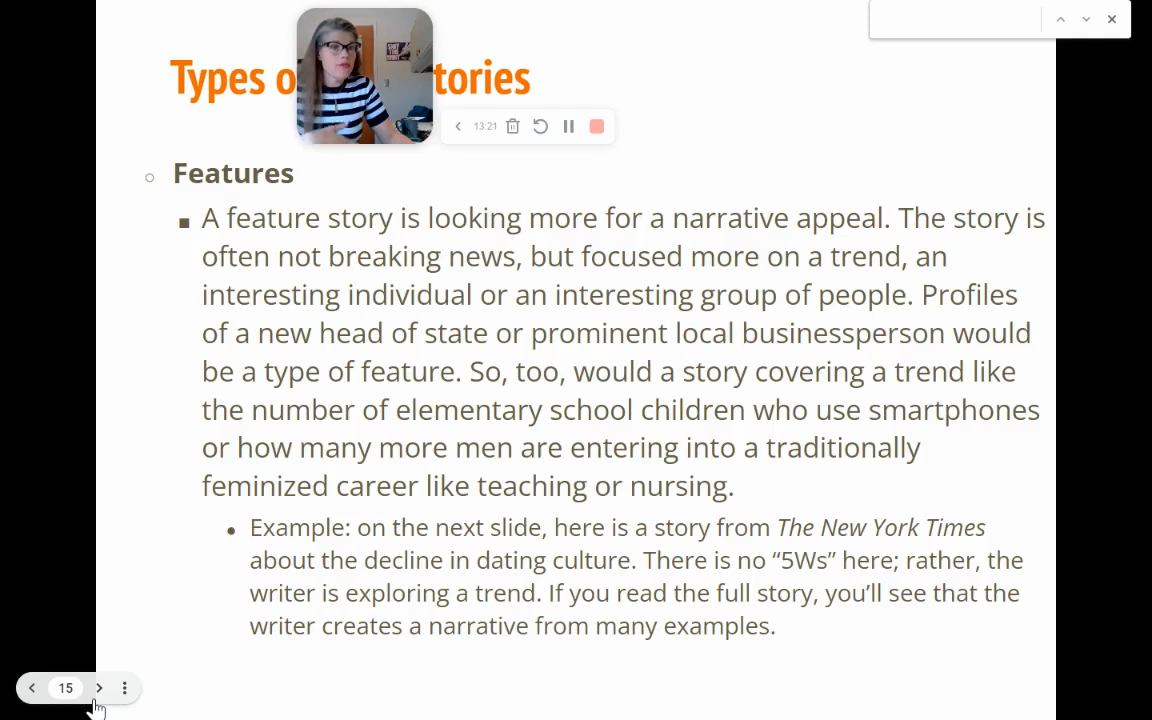 Types o tories
13:21
Features
A feature story is looking more for a narrative appeal. The story is
often not breaking news, but focused more on a trend, an
interesting individual or an interesting group of people. Profiles
of a new head of state or prominent local businessperson would
be a type of feature. So, too, would a story covering a trend like
the number of elementary school children who use smartphones
or how many more men are entering into a traditionally
feminized career like teaching or nursing.
Example: on the next slide, here is a story from The New York Times
about the decline in dating culture. There is no “5Ws” here; rather, the
writer is exploring a trend. If you read the full story, you’ll see that the
writer creates a narrative from many examples.
15